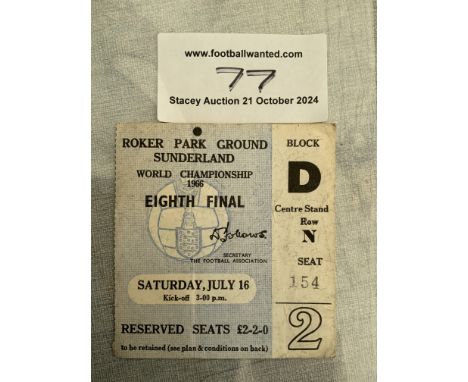 www.footballwanted.com
77
Stacey Auction 21 October 2024
ROKER PARK GROUND
SUNDERLAND
WORLD CHAMPIONSHIP
1966
EIGHTH FINAL
SECRETARY
THE FOOTBALL ASSOCIATION
SATURDAY, JULY 16
Kick-off 3-00 p.m.
RESERVED SEATS £2-2-0
to be retained (see plan & conditions on back)
BLOCK
D
Centre Stand
Row
N
SEAT
154
2